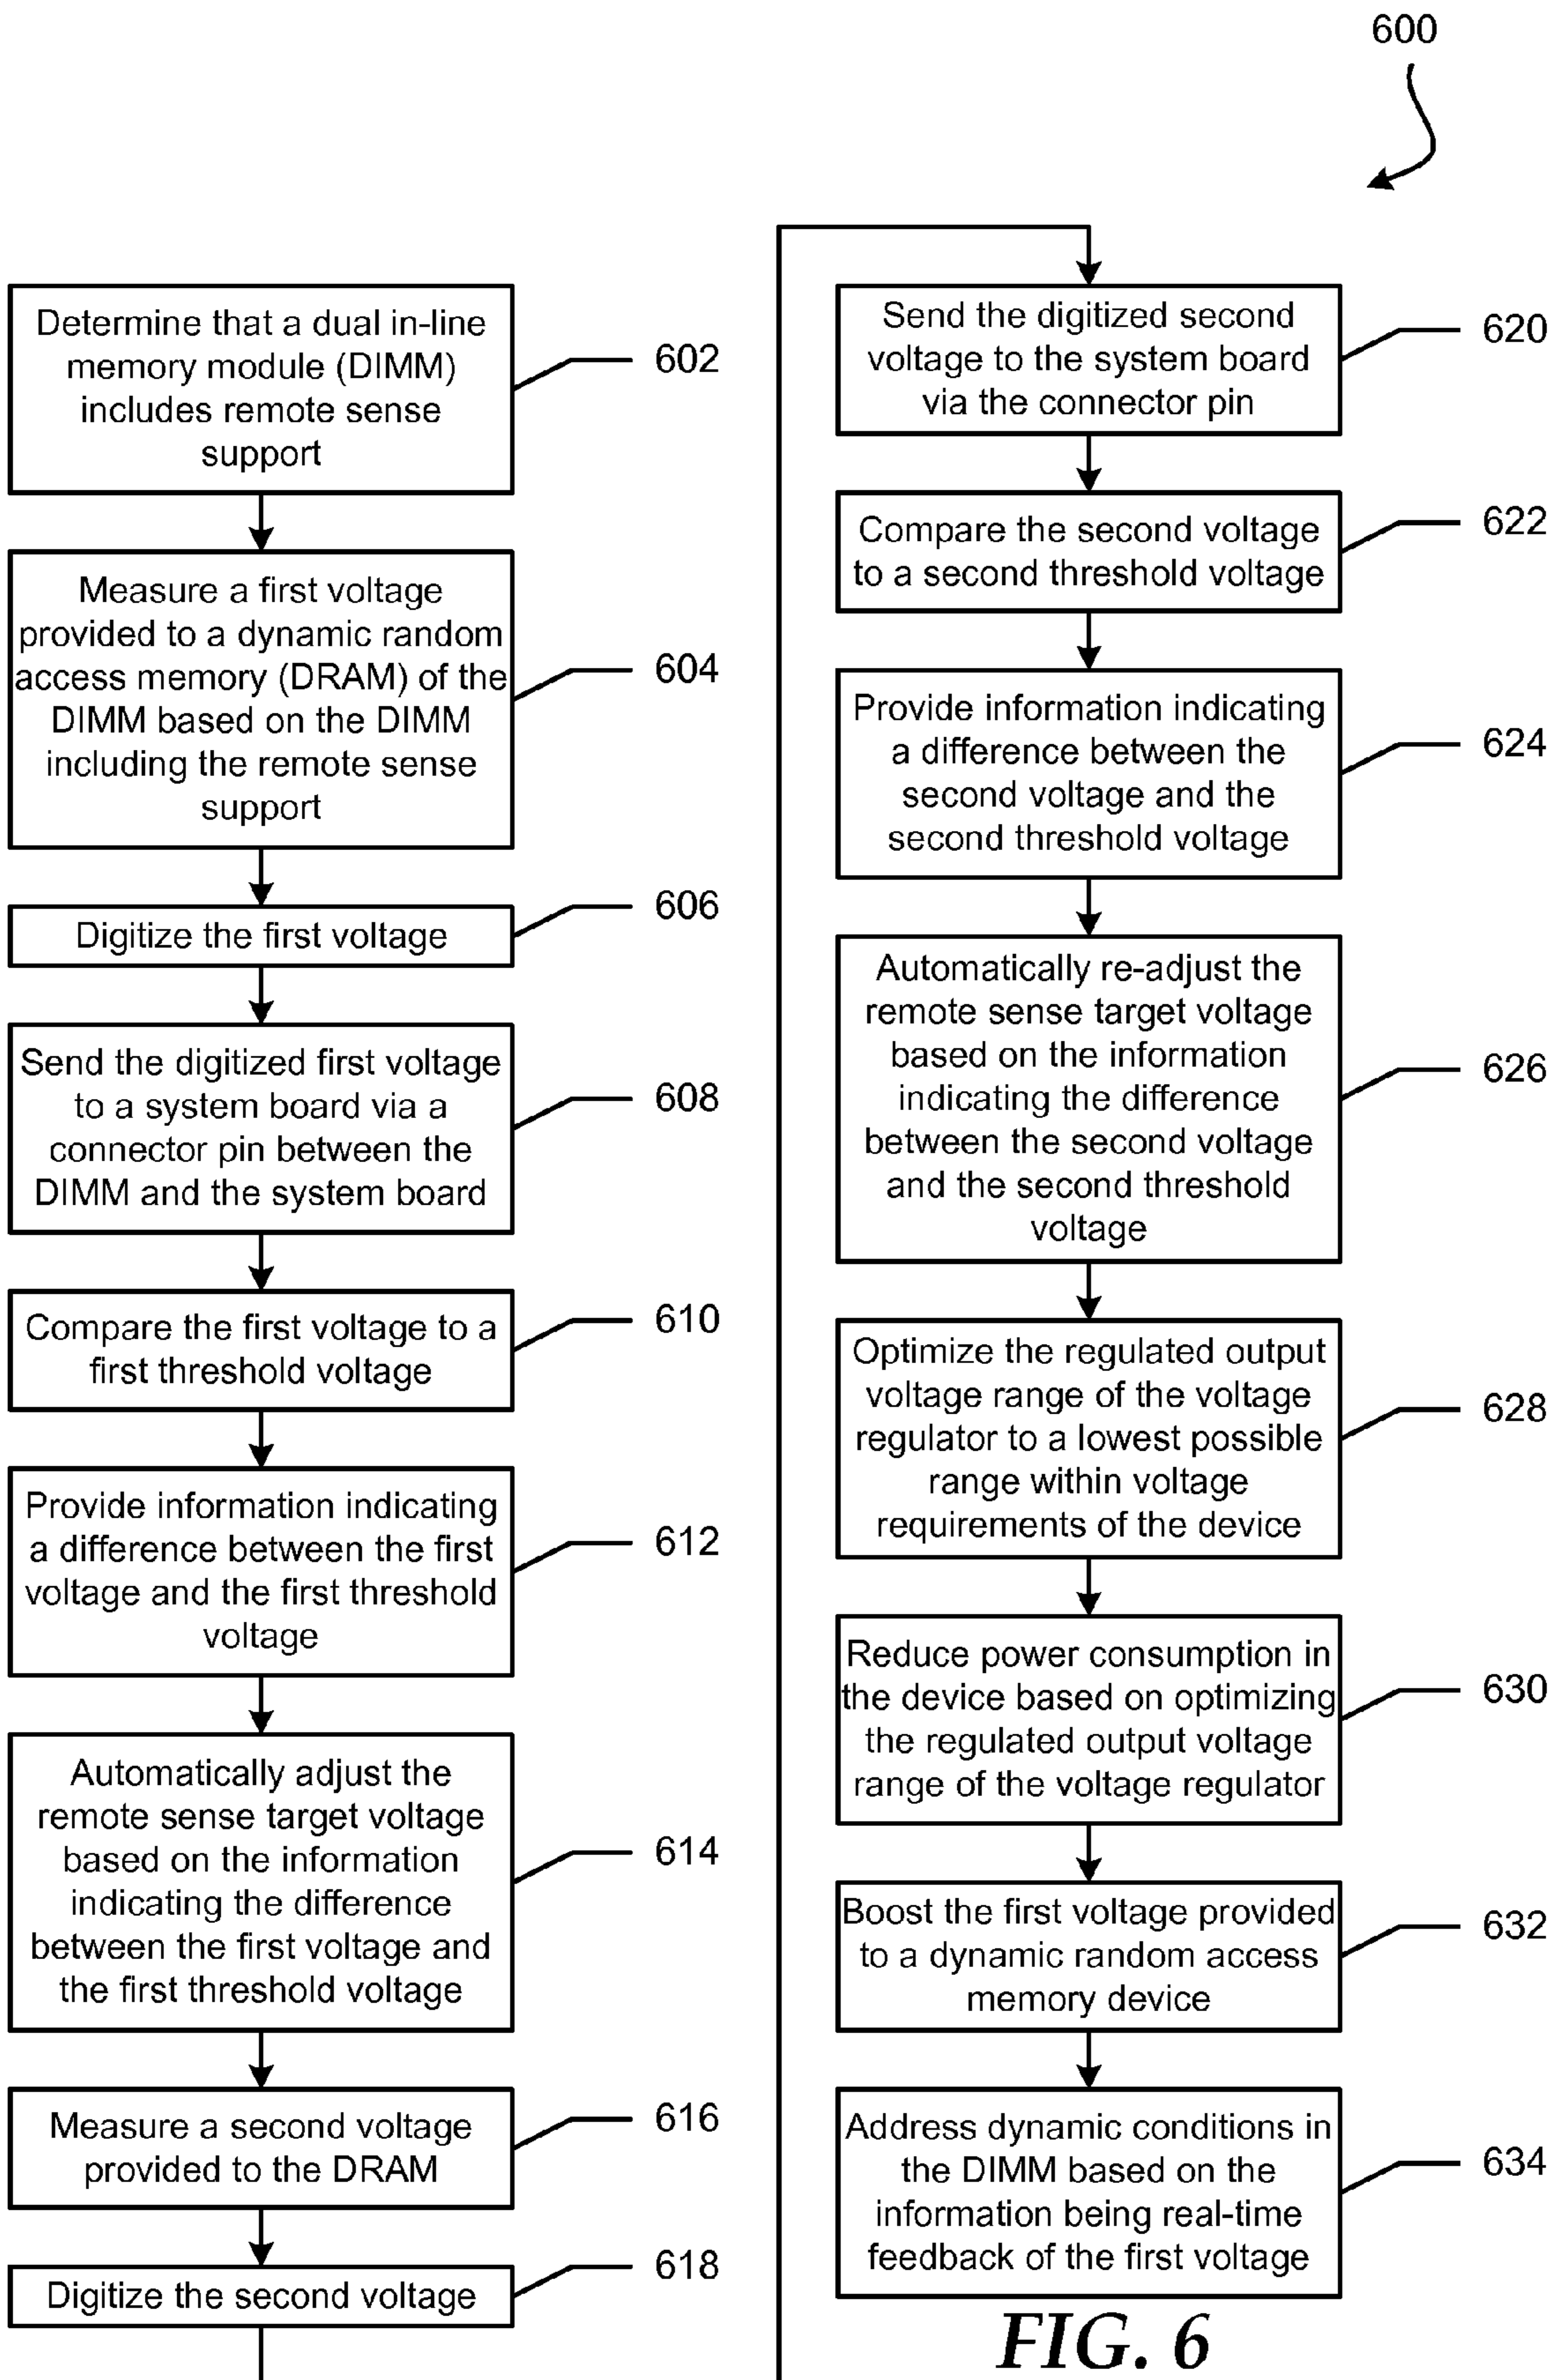 600
Determine that a dual in-line
memory module (DIMM)
includes remote sense
support
602
Measure a first voltage
provided to a dynamic random
access memory (DRAM) of the
DIMM based on the DIMM
including the remote sense
support
604
Digitize the first voltage
606
Send the digitized first voltage
to a system board via a
connector pin between the
DIMM and the system board
608
Compare the first voltage to a
first threshold voltage
610
Provide information indicating
a difference between the first
voltage and the first threshold
voltage
612
Automatically adjust the
remote sense target voltage
based on the information
indicating the difference
between the first voltage and
the first threshold voltage
614
Measure a second voltage
provided to the DRAM
616
Digitize the second voltage
618
Send the digitized second
voltage to the system board
via the connector pin
620
Compare the second voltage
to a second threshold voltage
622
Provide information indicating
a difference between the
second voltage and the
second threshold voltage
624
Automatically re-adjust the
remote sense target voltage
based on the information
indicating the difference
between the second voltage
and the second threshold
voltage
626
Optimize the regulated output
voltage range of the voltage
regulator to a lowest possible
range within voltage
requirements of the device
628
Reduce power consumption in
the device based on optimizing
the regulated output voltage
range of the voltage regulator
630
Boost the first voltage provided
to a dynamic random access
memory device
632
Address dynamic conditions in
the DIMM based on the
information being real-time
feedback of the first voltage
634
FIG. 6